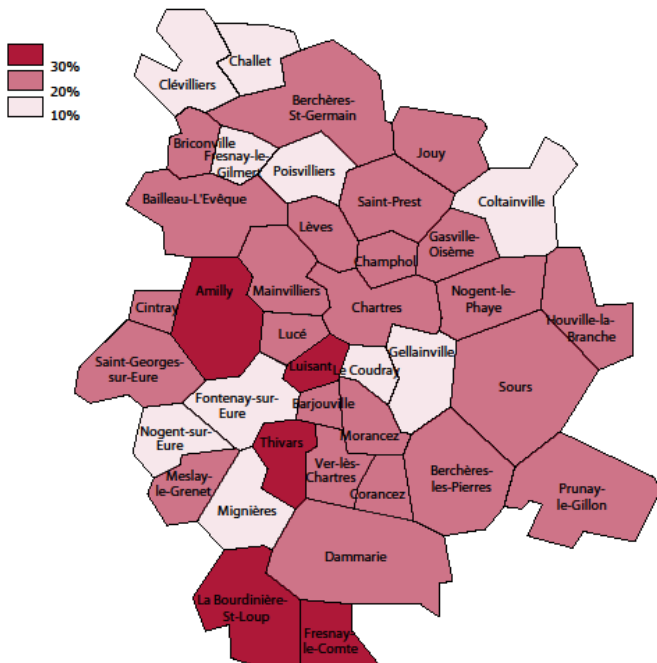 30%
20%
10%
Challet
Clévilliers
Berchères-
St-Germain
Briconville
Fresnay-le-
Gilmert
Jouy
Poisvilliers
Bailleau-L'Evêque
Saint-Prest
Coltainville
Lèves
Gasville-
Oisème
Champhol
Amilly
Mainvilliers
Cintray
Chartres
Nogent-le-
Phaye
Houville-la-
Branche
Lucé
Gellainville
Saint-Georges-
sur-Eure
Luisant
Le Coudray
Sours
Fontenay-sur-
Eure
Barjouville
Nogent-sur-
Eure
Thivars
Morancez
Meslay-
le-Grenet
Ver-lès-
Chartres
Berchères-
les-Pierres
Corancez
Prunay-
le-Gillon
Mignières
Dammarie
La Bourdinière-
St-Loup
Fresnay-
le-Comte